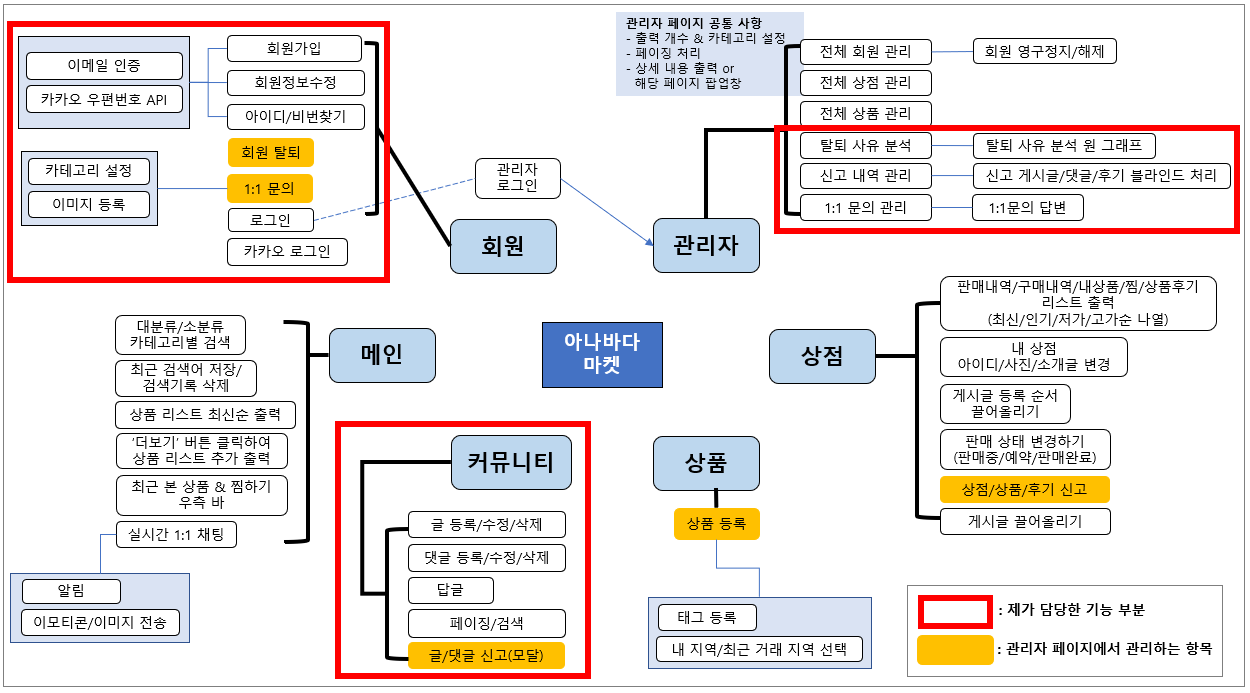 이메일 인증
카카오 우편번호 API
회원가입
회원정보수정
아이디/비번찾기
회원 탈퇴
카테고리 설정
이미지 등록
1:1 문의
로그인
카카오 로그인
관리자
로그인
회원
관리자 페이지 공통 사항
- 출력 개수 & 카테고리 설정
- 페이징 처리
- 상세 내용 출력 or
해당 페이지 팝업창
전체 회원 관리
회원 영구정지/해제
전체 상점 관리
전체 상품 관리
탈퇴 사유 분석
탈퇴 사유 분석 원 그래프
신고 내역 관리
신고 게시글/댓글/후기 블라인드 처리
1:1 문의 관리
1:1문의 답변
관리자
대분류/소분류
카테고리별 검색
최근 검색어 저장/
검색기록 삭제
상품 리스트 최신순 출력
‘더보기’ 버튼 클릭하여
상품 리스트 추가 출력
최근 본 상품 & 찜하기
우측 바
실시간 1:1 채팅
알림
이모티콘/이미지 전송
메인
아나바다
마켓
상점
판매내역/구매내역/내상품/찜/상품후기
리스트 출력
(최신/인기/저가/고가순 나열)
내 상점
아이디/사진/소개글 변경
게시글 등록 순서
끌어올리기
판매 상태 변경하기
(판매중/예약/판매완료)
상점/상품/후기 신고
게시글 끌어올리기
커뮤니티
글 등록/수정/삭제
댓글 등록/수정/삭제
답글
페이징/검색
글/댓글 신고(모달)
상품
상품 등록
태그 등록
내 지역/최근 거래 지역 선택
: 제가 담당한 기능 부분
: 관리자 페이지에서 관리하는 항목